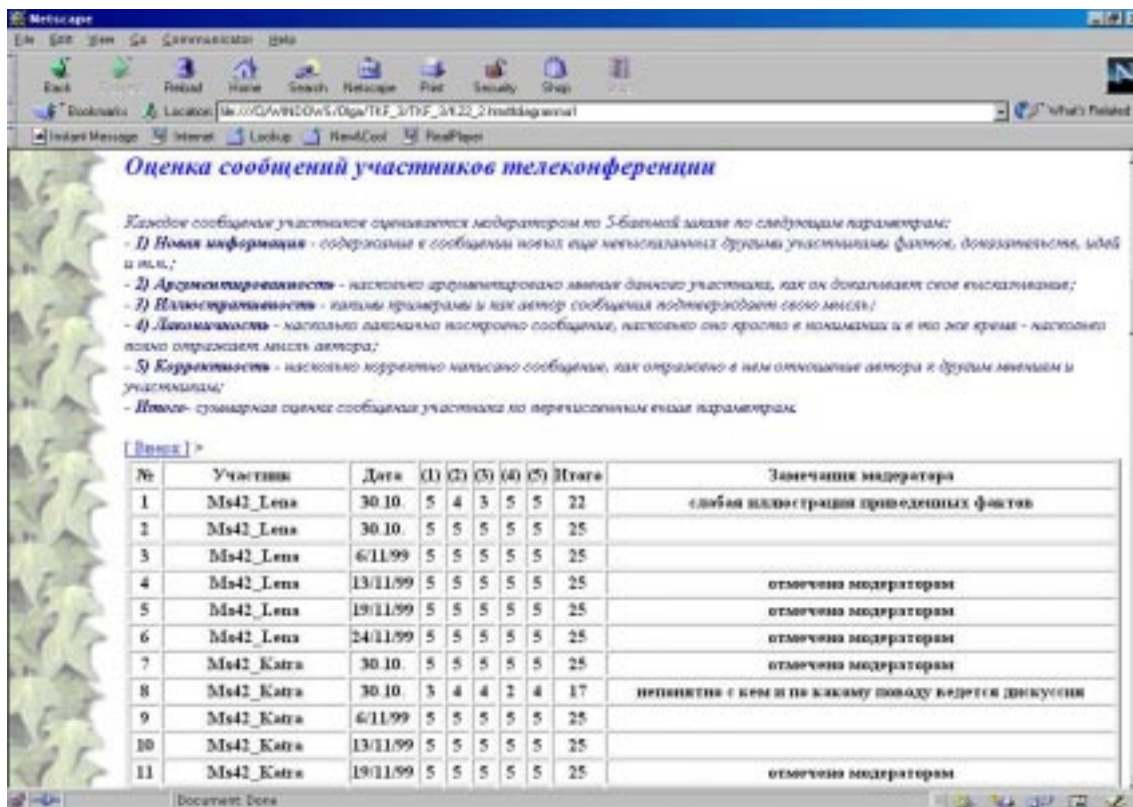 Netscape
File Edit View Go Communicator Help
Back Reload Home Search Netscape Print Security Shop
Bookmarks Location:
Instant Message Internet Lookup New&Cool RealPlayer
What's Related
Оценка сообщений участников телеконференции
Каждое сообщение участников оценивается модератором по 5-бальной шкале по следующим параметрам:
- 1) Новая информация - содержание в сообщении новых еще невысказанных другими участниками фактов, доказательств, идей
и т.п.;
- 2) Аргументированность - насколько аргументировано мнение данного участника, как он доказывает свое высказывание;
- 3) Иллюстративность - какими примерами и как автор сообщения подтверждает свою мысль;
- 4) Лаконичность - насколько лаконично построено сообщение, насколько оно просто в понимании и в то же время - насколько
полно отражает мысль автора;
- 5) Корректность - насколько корректно написано сообщение, как отражено в нем отношение автора к другим мнениям и
участникам;
- Итого- суммарная оценка сообщения участника по перечисленным выше параметрам.
[ Вверх ] >
№ Участник Дата (1) (2) (3) (4) (5) Итого Замечания модератора
1 Ms42_Lena 30.10. 5 4 3 5 5 22 слабая иллюстрация приведенных фактов
2 Ms42_Lena 30.10. 5 5 5 5 5 25
3 Ms42_Lena 6/11/99 5 5 5 5 5 25
4 Ms42_Lena 13/11/99 5 5 5 5 5 25 отмечено модератором
5 Ms42_Lena 19/11/99 5 5 5 5 5 25 отмечено модератором
6 Ms42_Lena 24/11/99 5 5 5 5 5 25 отмечено модератором
7 Ms42_Katra 30.10. 5 5 5 5 5 25 отмечено модератором
8 Ms42_Katra 30.10. 3 4 4 2 4 17 непонятно с кем и по какому поводу ведется дискуссия
9 Ms42_Katra 6/11/99 5 5 5 5 5 25
10 Ms42_Katra 13/11/99 5 5 5 5 5 25
11 Ms42_Katra 19/11/99 5 5 5 5 5 25 отмечено модератором
Document: Done